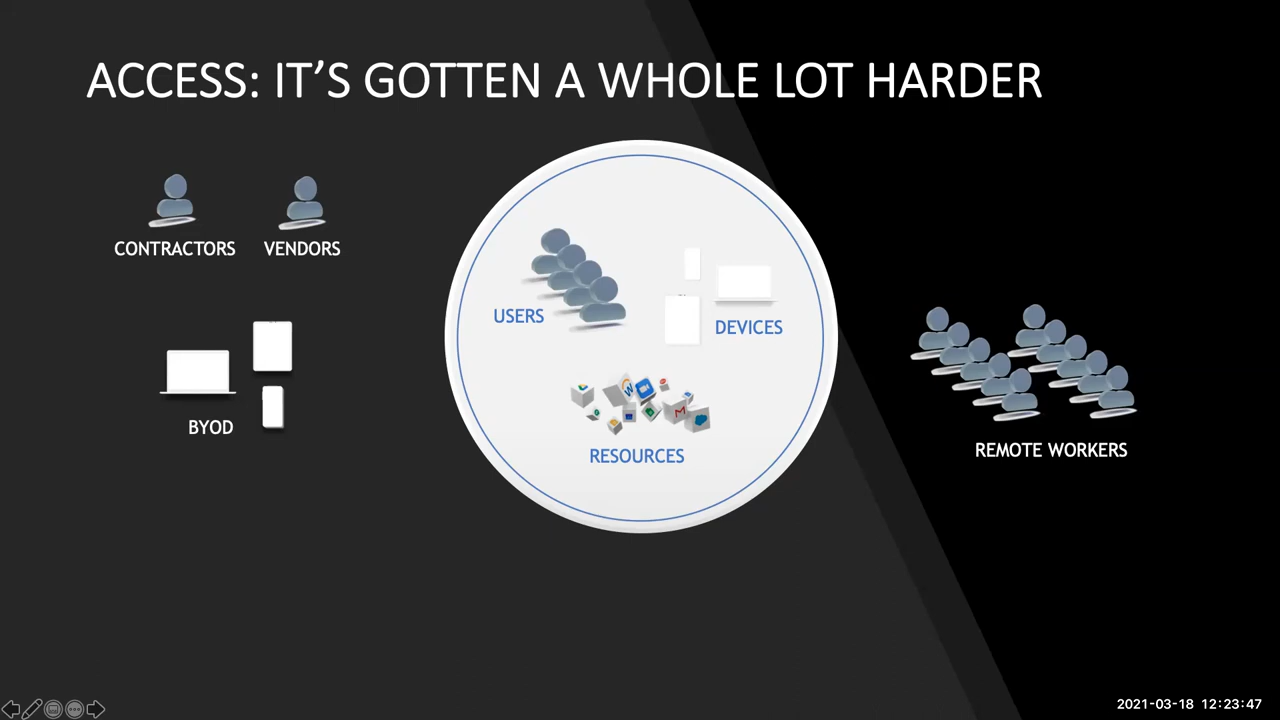 ACCESS: IT’S GOTTEN A WHOLE LOT HARDER
CONTRACTORS
VENDORS
USERS
DEVICES
BYOD
RESOURCES
REMOTE WORKERS
2021-03-18 12:23:47